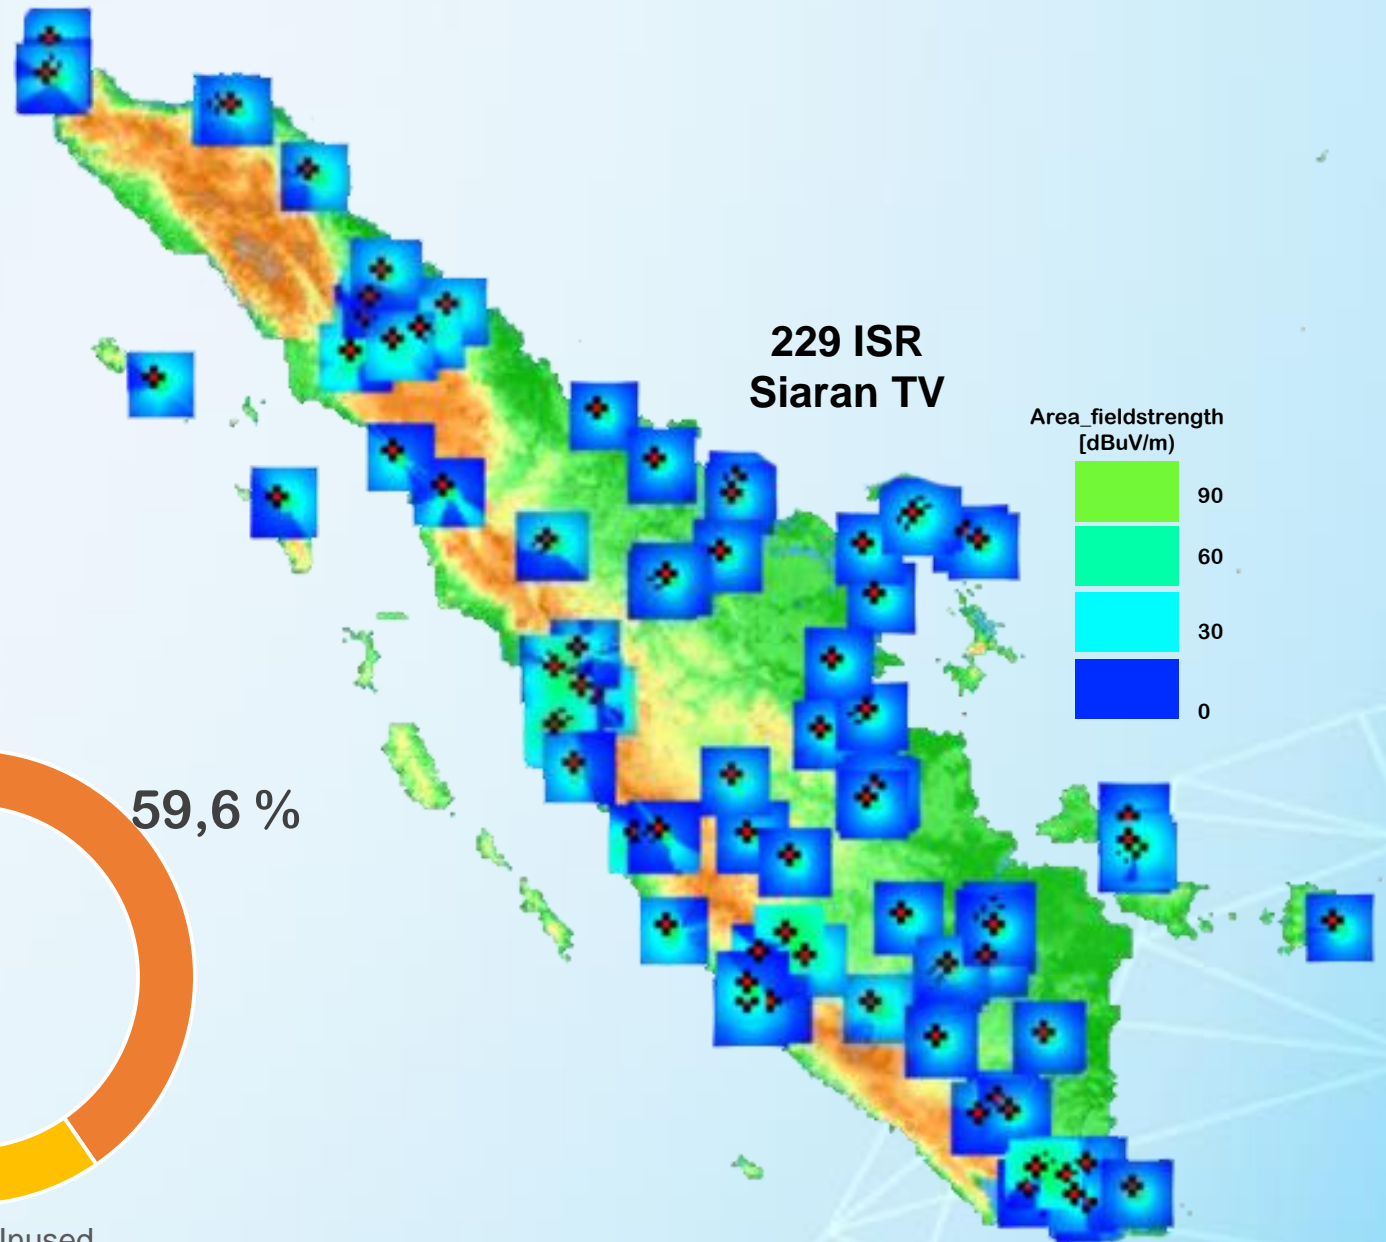 229 ISR
Siaran TV
Area_fieldstrength
[dBuV/m)
90
60
30
0
59,6 %